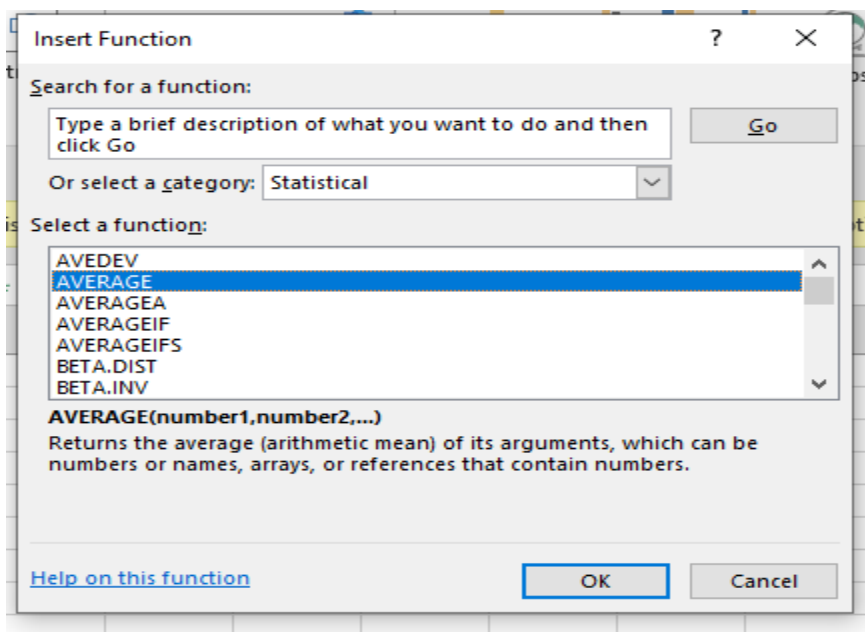 Insert Function
?
Search for a function:
Type a brief description of what you want to do and then
click Go
Go
Or select a category: Statistical
Select a function:
AVEDEV
AVERAGE
AVERAGEA
AVERAGEIF
AVERAGEIFS
BETA.DIST
BETA.INV
AVERAGE(number1,number2,...)
Returns the average (arithmetic mean) of its arguments, which can be
numbers or names, arrays, or references that contain numbers.
Help on this function
OK
Cancel